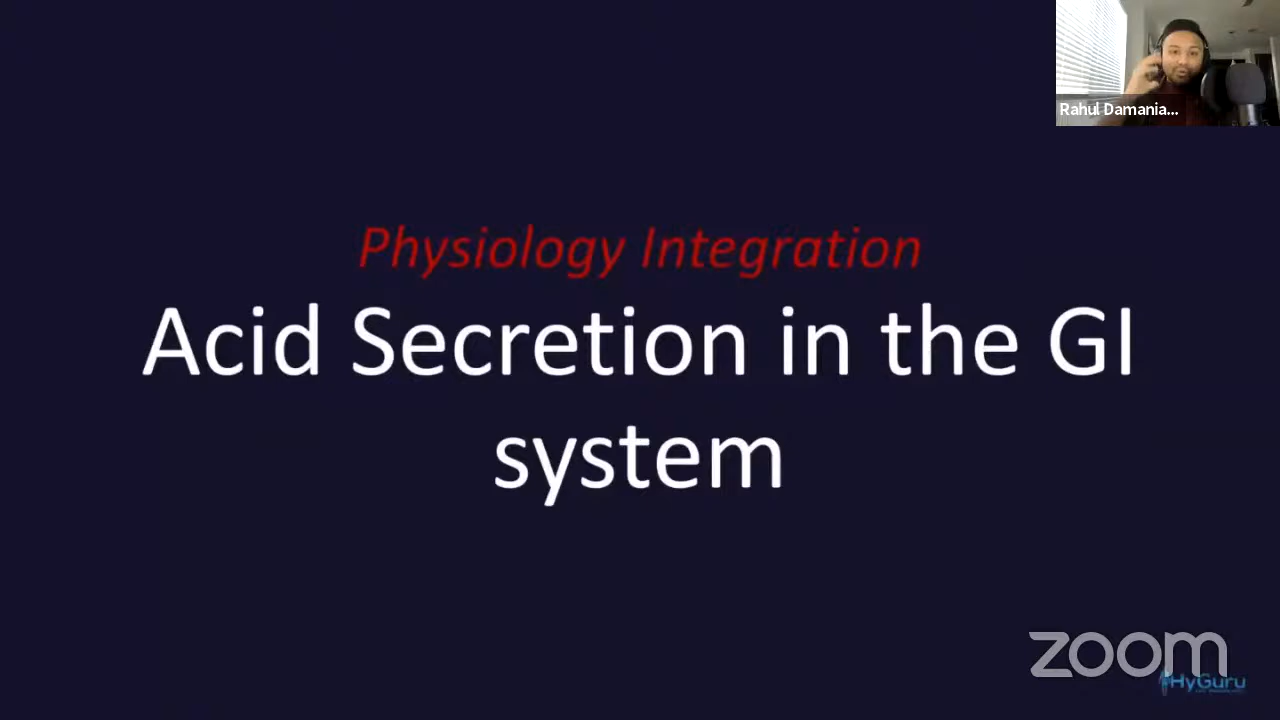 Rahul Damania...
Physiology Integration
Acid Secretion in the GI
system
zoom
HyGuru